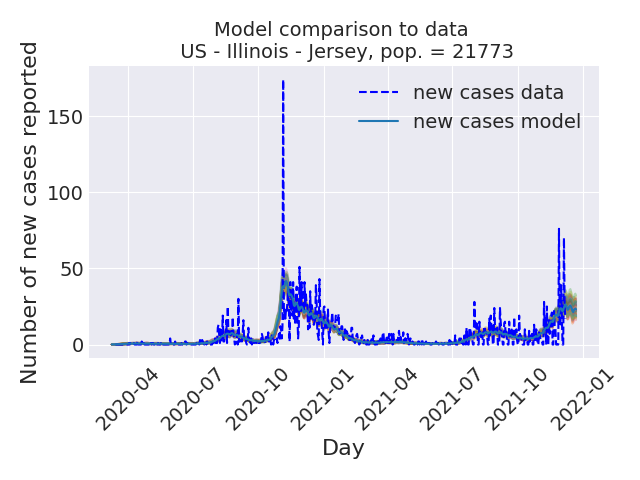 Model comparison to data
US - Illinois - Jersey, pop. = 21773
Number of new cases reported
150
100
50
0
new cases data
new cases model
2020-04
2020-07
2020-10
2021-01
2021-04
2021-07
2021-10
2022-01
Day